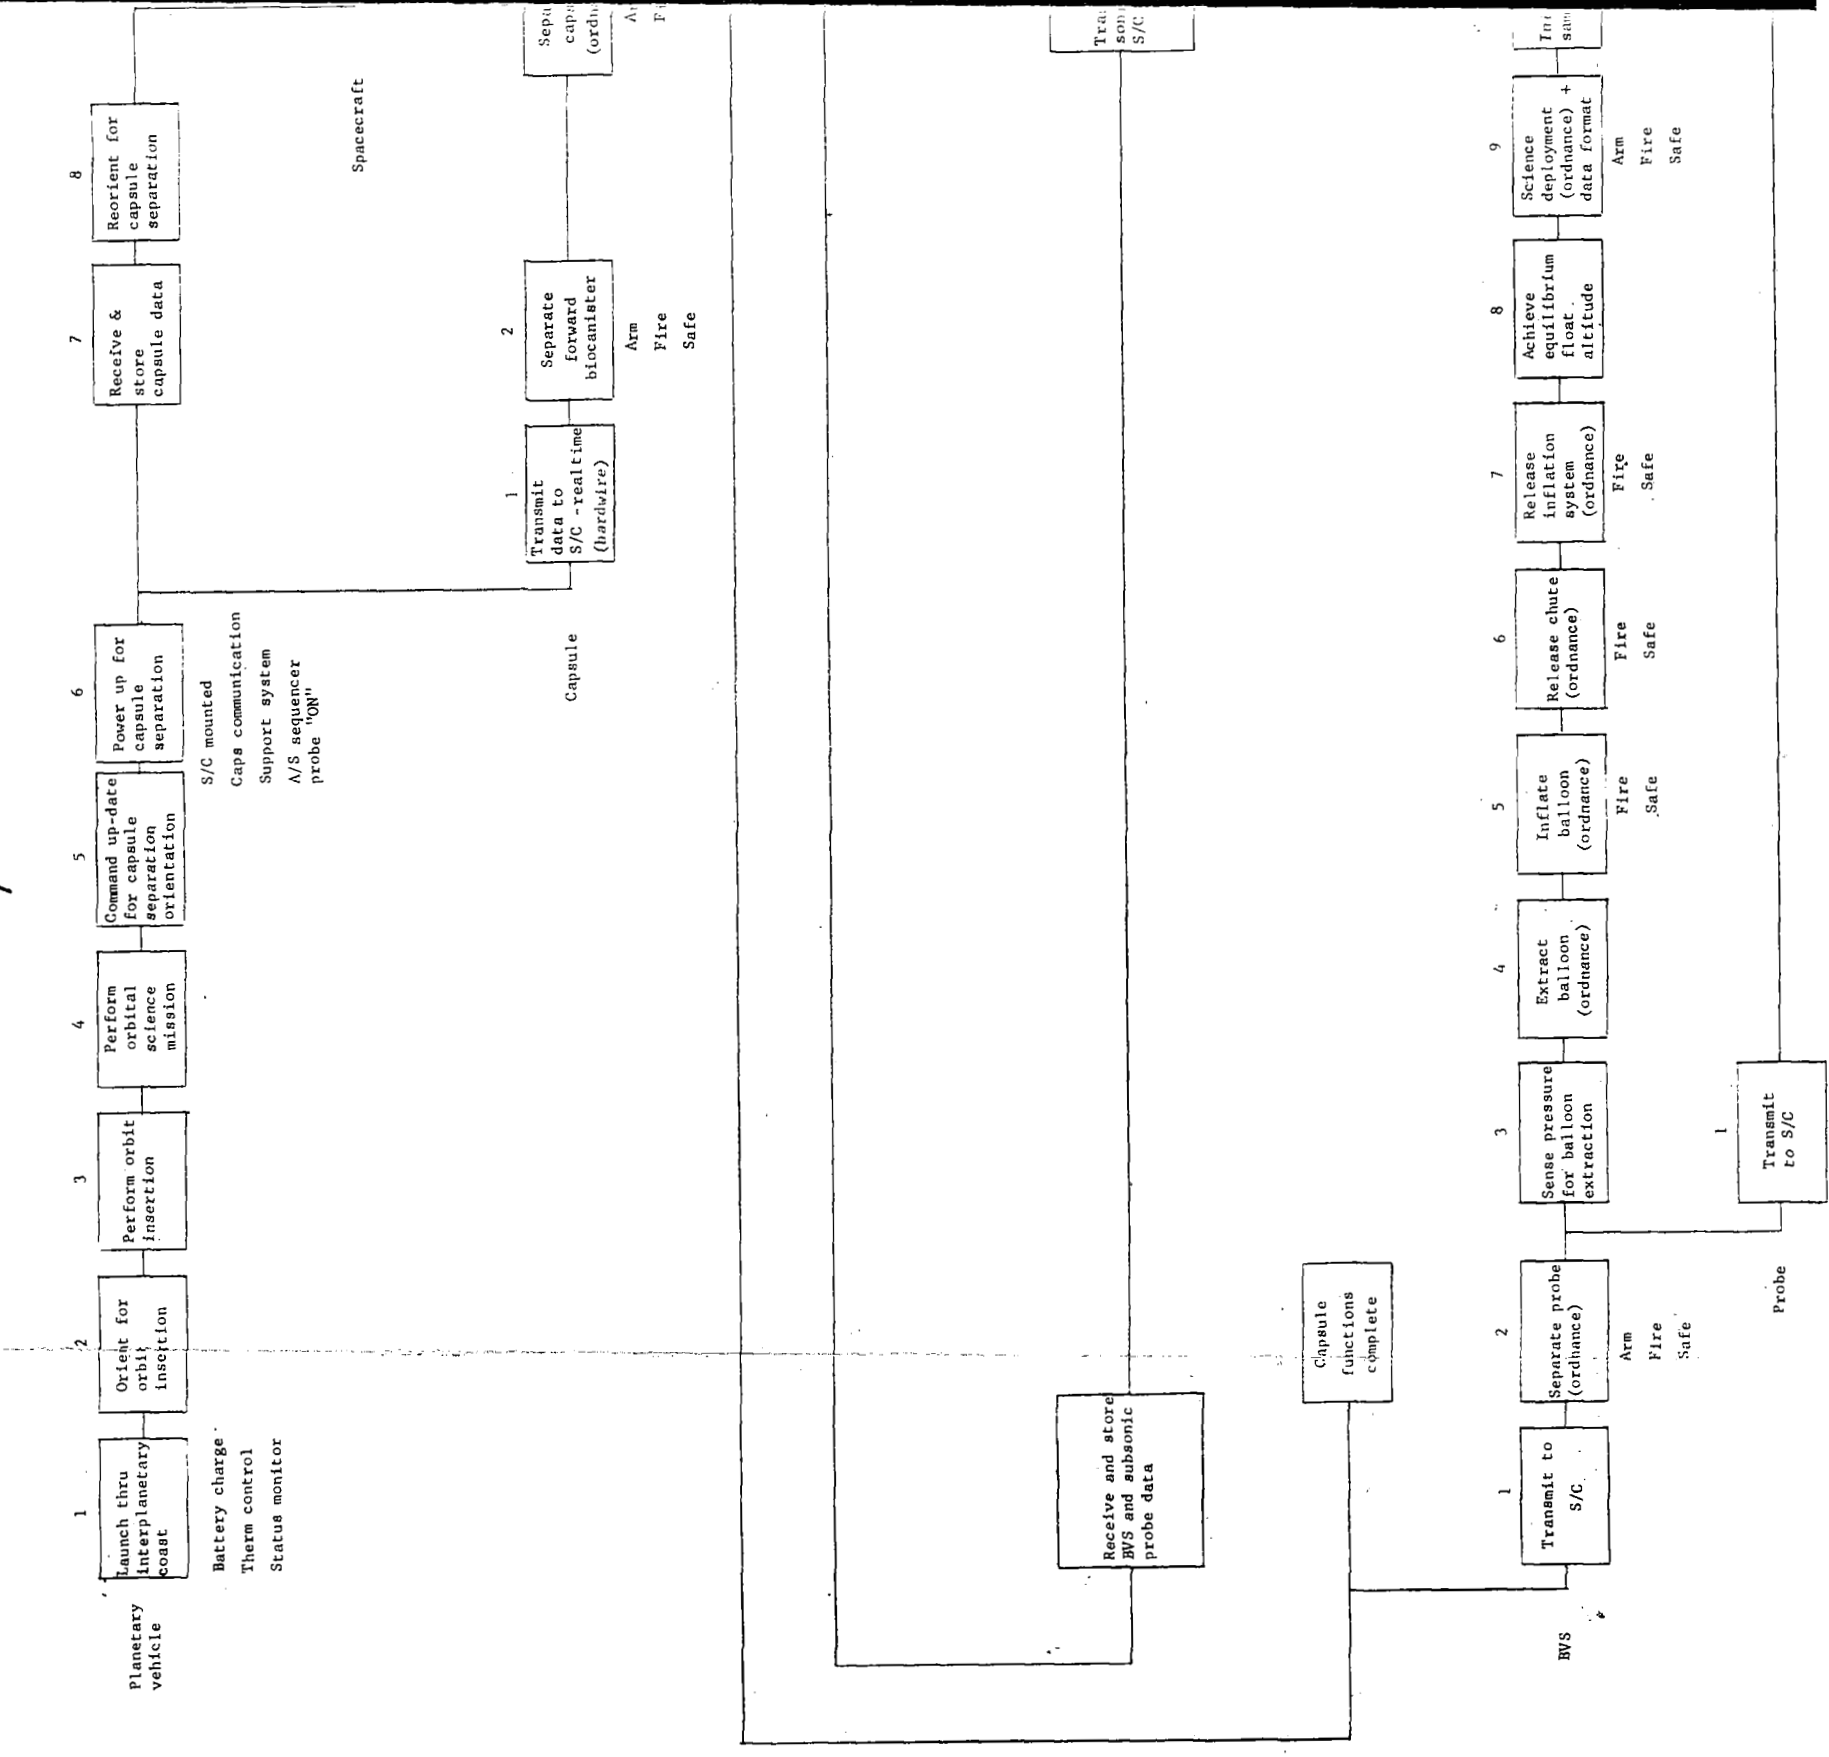 Planetary
vehicle
1
Launch thru
interplanetary
coast
Battery charge
Therm control
Status monitor
2
Orient for
orbit
insertion
3
Perform orbit
insertion
4
Perform
orbital
science
mission
5
Command up-date
for capsule
separation
orientation
6
Power up for
capsule
separation
S/C mounted
Caps communication
Support system
A/S sequencer
probe "ON"
7
Receive &
store
capsule data
8
Reorient for
capsule
separation
Spacecraft
Capsule
1
Transmit
data to
S/C -realtime
(hardwire)
2
Separate
forward
biocanister
Arm
Fire
Safe
Receive and store
BVS and subsonic
probe data
S/C
Capsule
functions
complete
BVS
1
Transmit to
S/C
2
Separate probe
(ordnance)
Arm
Fire
Safe
3
Sense pressure
for balloon
extraction
4
Extract
balloon
(ordnance)
5
Inflate
balloon
(ordnance)
Fire
Safe
6
Release chute
(ordnance)
Fire
Safe
7
Release
inflation
system
(ordnance)
Fire
Safe
8
Achieve
equilibrium
float
altitude
9
Science
deployment
(ordnance) +
data format
Arm
Fire
Safe
Probe
1
Transmit
to S/C